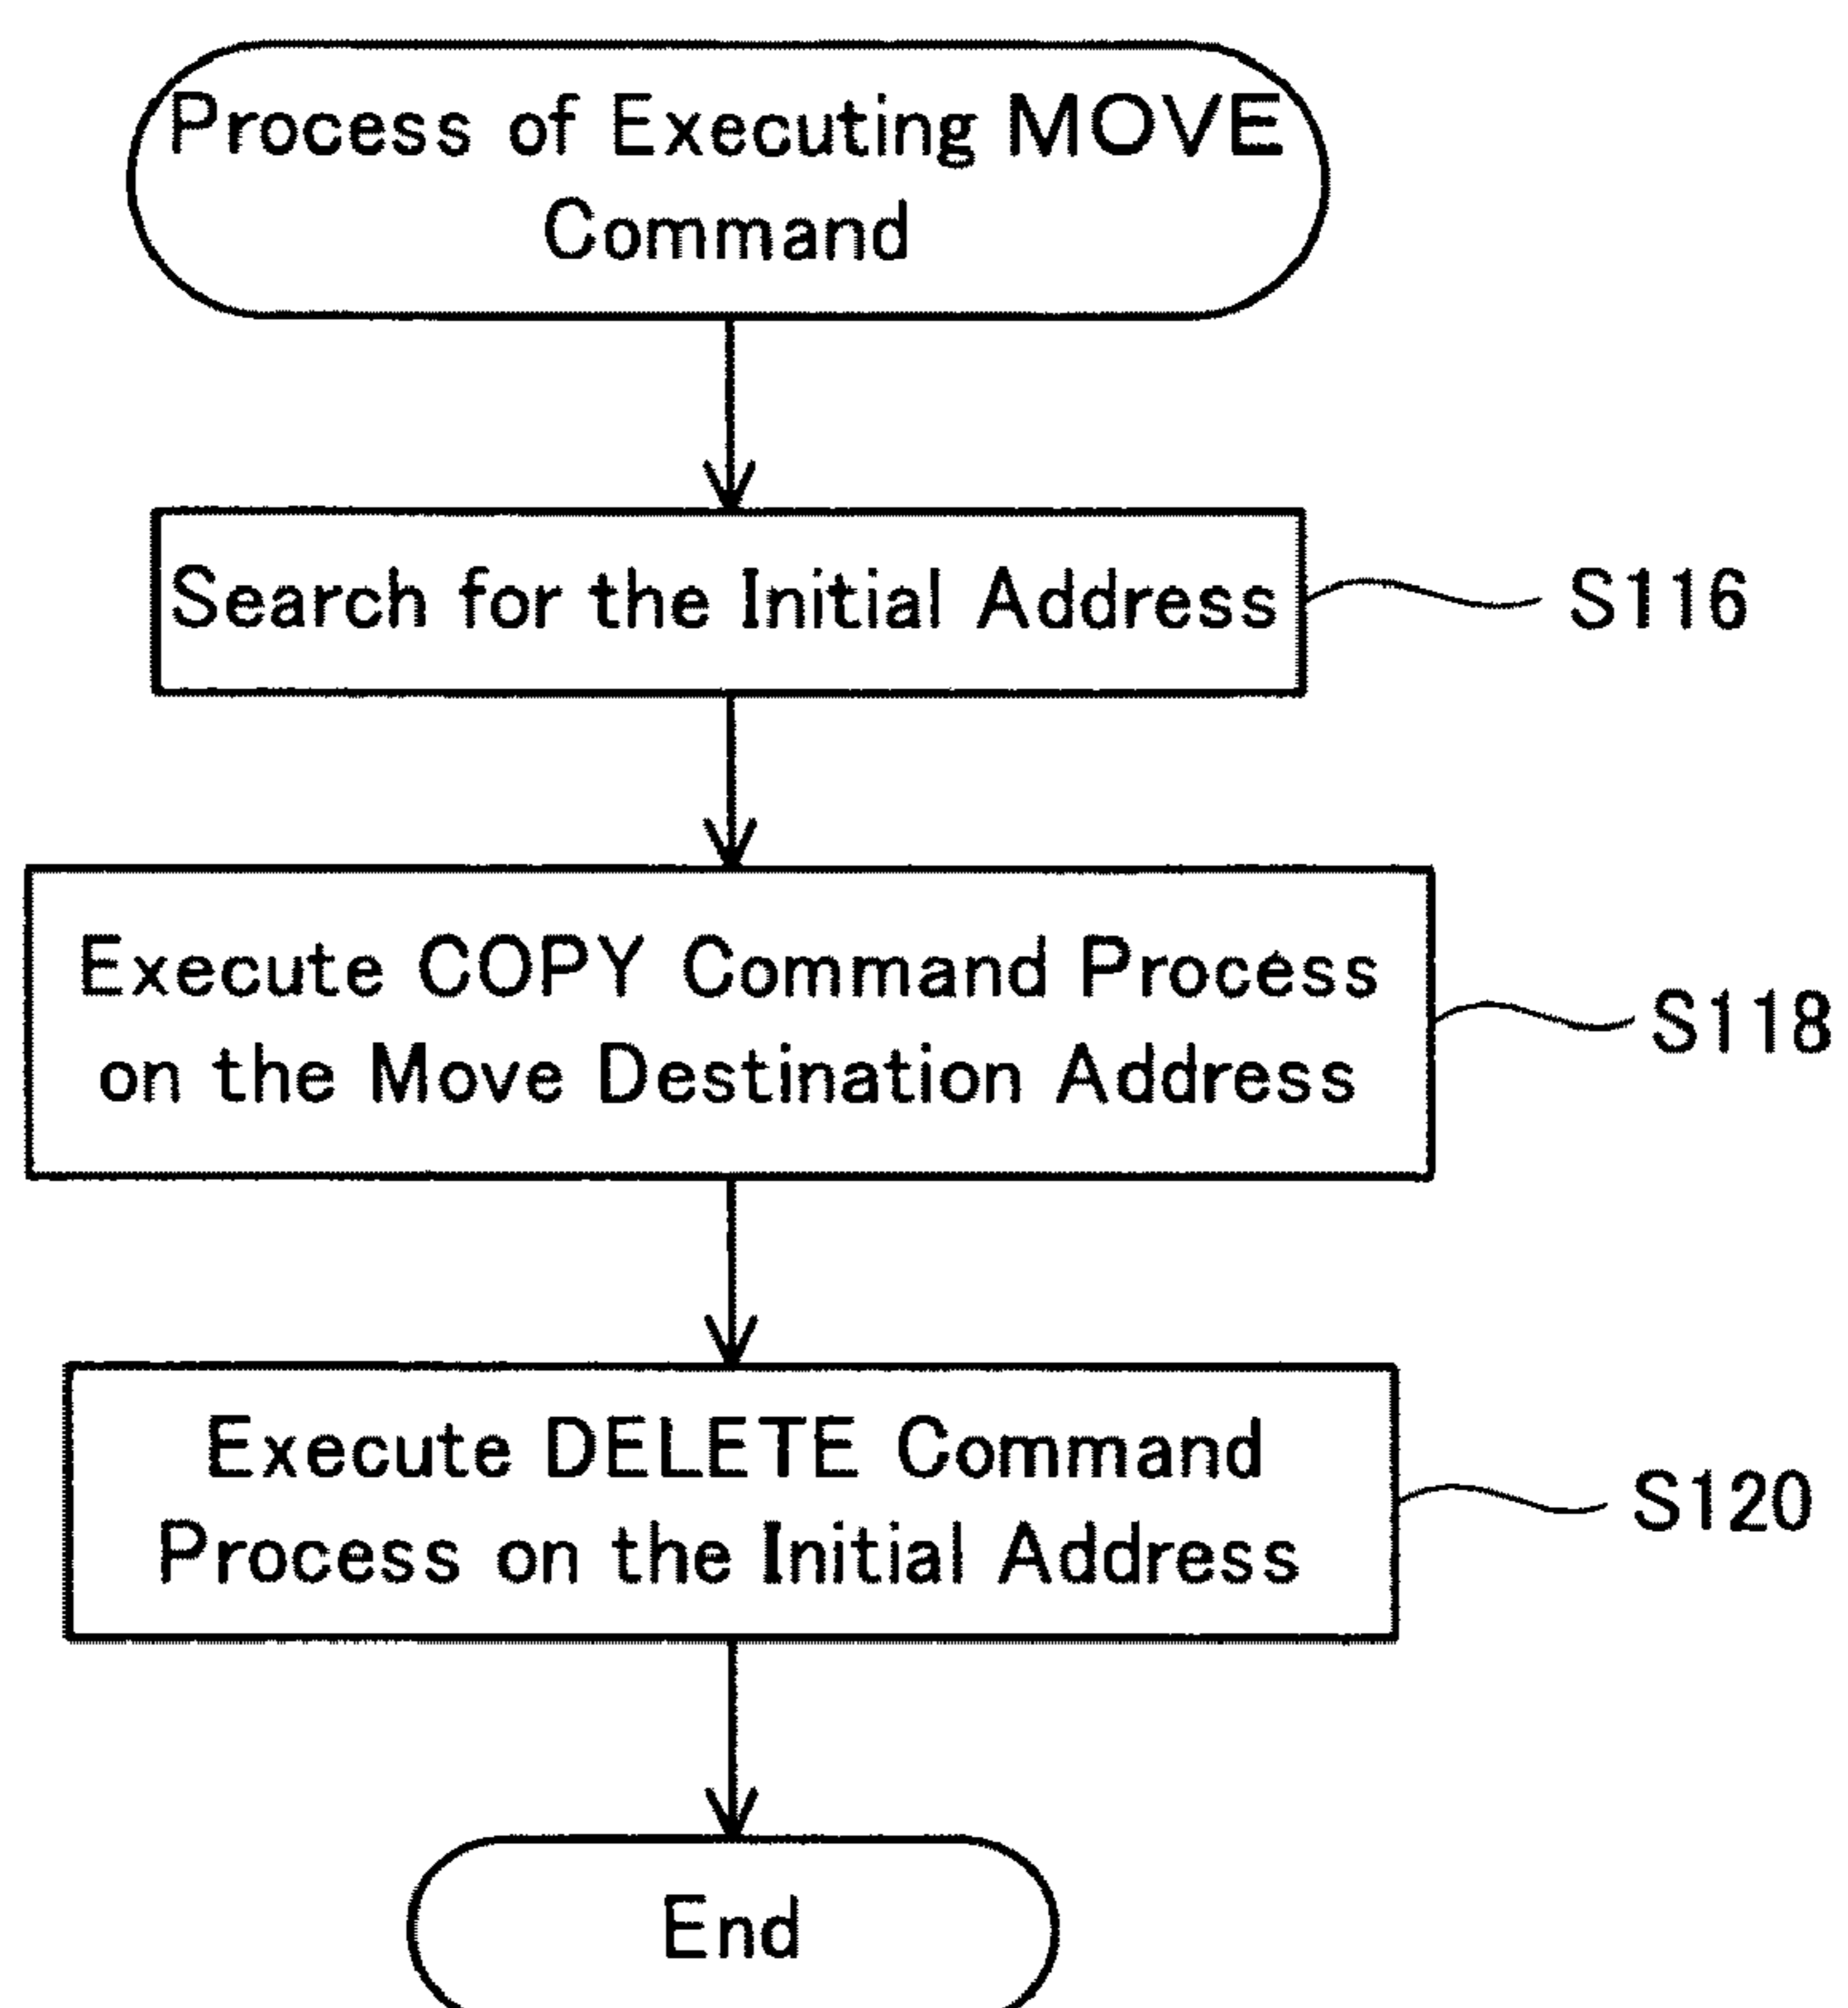 Process of Executing MOVE
Command
Search for the Initial Address
S116
Execute COPY Command Process
on the Move Destination Address
S118
Execute DELETE Command
Process on the Initial Address
S120
End